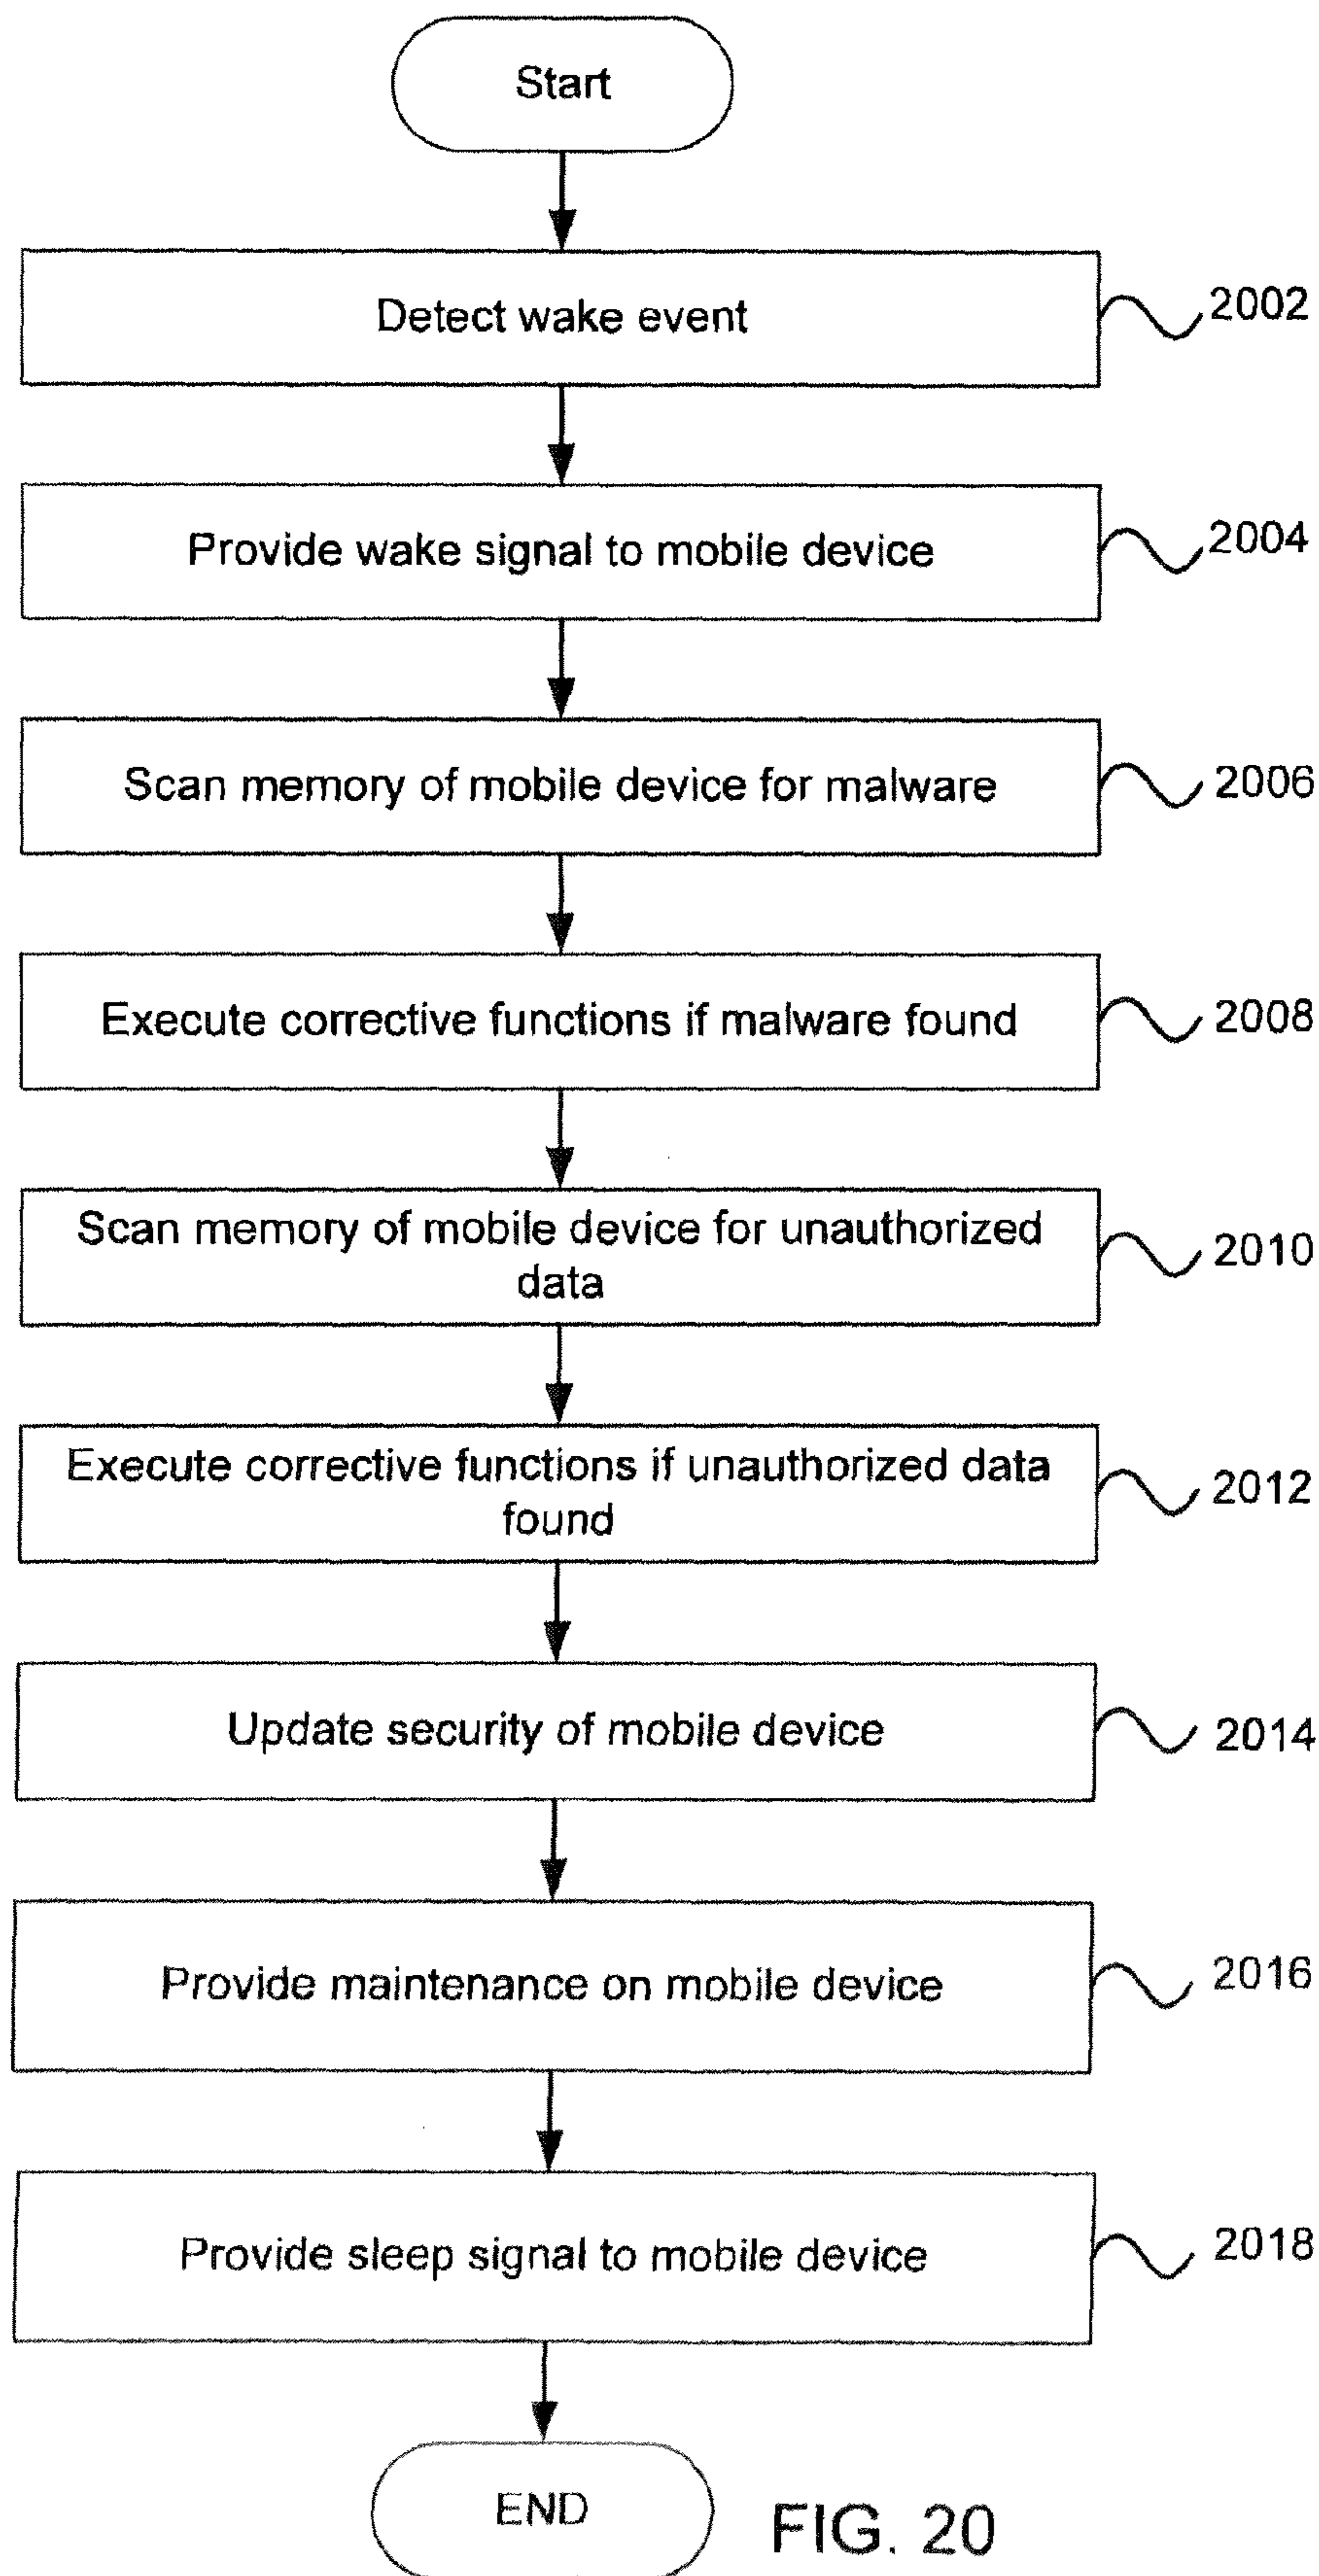 Start
Detect wake event
2002
Provide wake signal to mobile device
2004
Scan memory of mobile device for malware
2006
Execute corrective functions if malware found
2008
Scan memory of mobile device for unauthorized
data
2010
Execute corrective functions if unauthorized data
found
2012
Update security of mobile device
2014
Provide maintenance on mobile device
2016
Provide sleep signal to mobile device
2018
END
FIG. 20